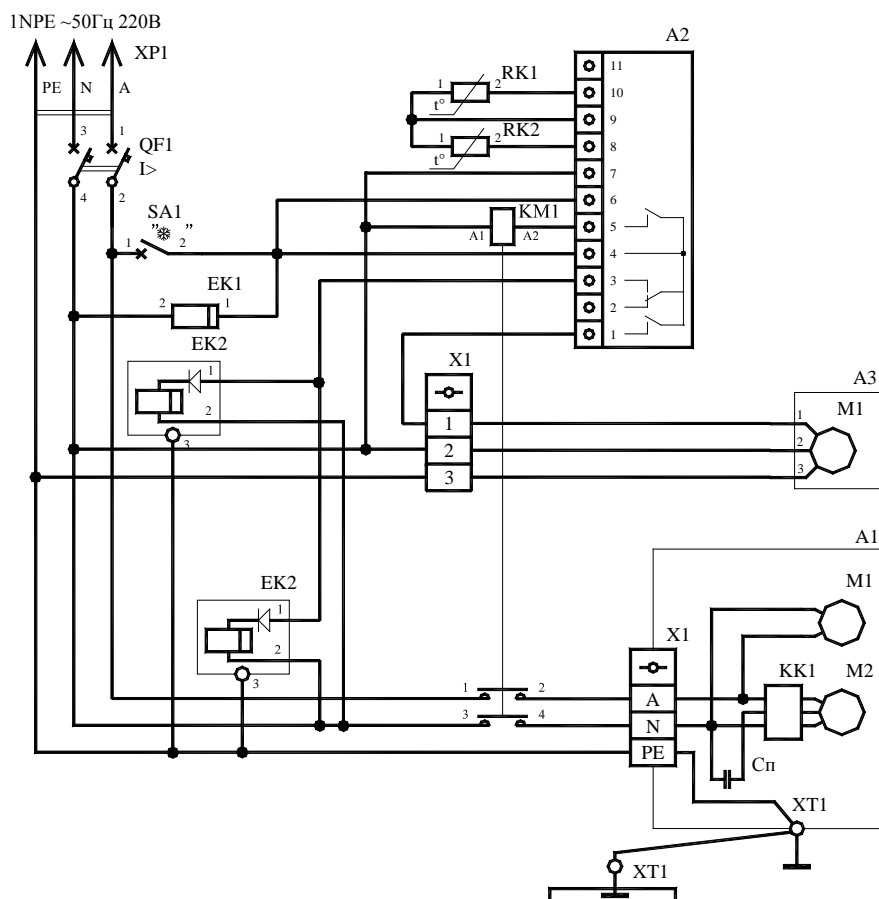 1NPE ~50Гц 220В
XP1
PE N A
3 1
QF1
I>
4 2
SA1
"❄"
1 2
EK1
2 1
EK2
1
2
3
EK2
1
2
3
A2
RK1
1 2
t°
RK2
1 2
t°
KM1
A1 A2
11
10
9
8
7
6
5
4
3
2
1
X1
1
2
3
A3
M1
1
2
3
A1
M1
X1
KK1 M2
1 2
A
3 4
N
PE
Сп
XT1
XT1